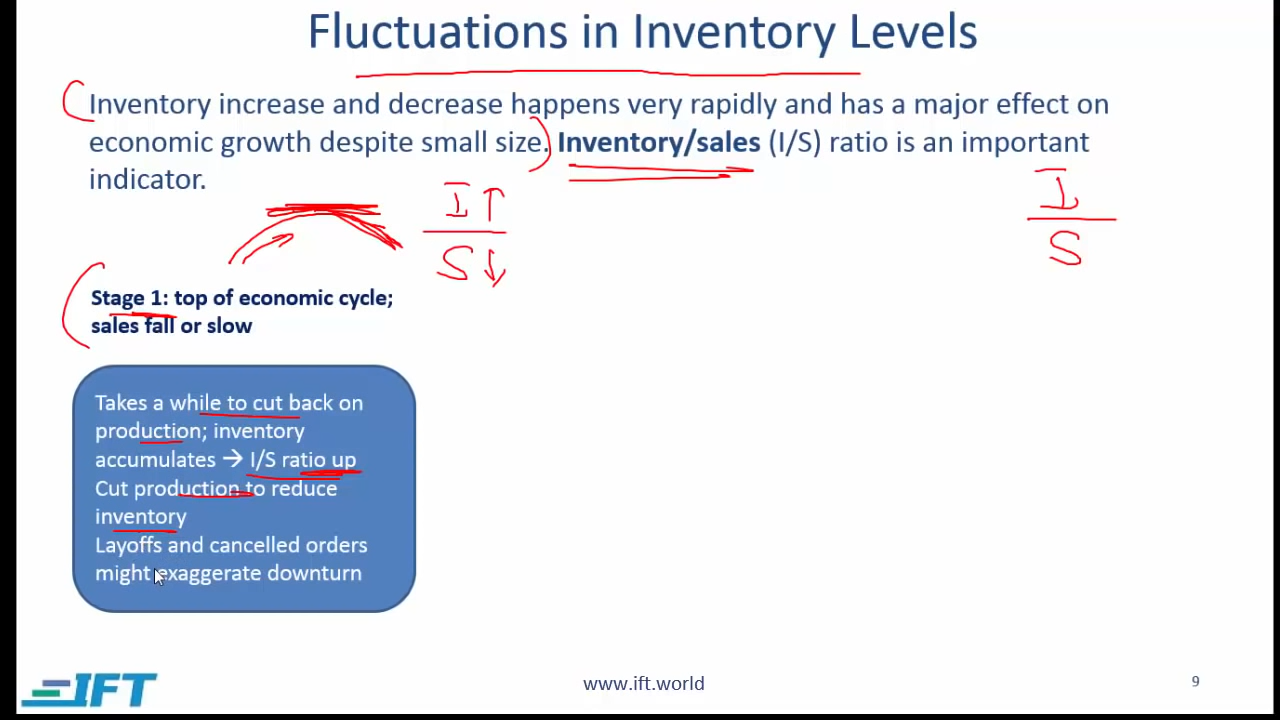 Fluctuations in Inventory Levels
Inventory increase and decrease happens very rapidly and has a major effect on
economic growth despite small size. Inventory/sales (I/S) ratio is an important
indicator.
I↑
S↓
I
S
Stage 1: top of economic cycle;
sales fall or slow
Takes a while to cut back on
production; inventory
accumulates → I/S ratio up
Cut production to reduce
inventory
Layoffs and cancelled orders
might exaggerate downturn
IFT
www.ift.world
9